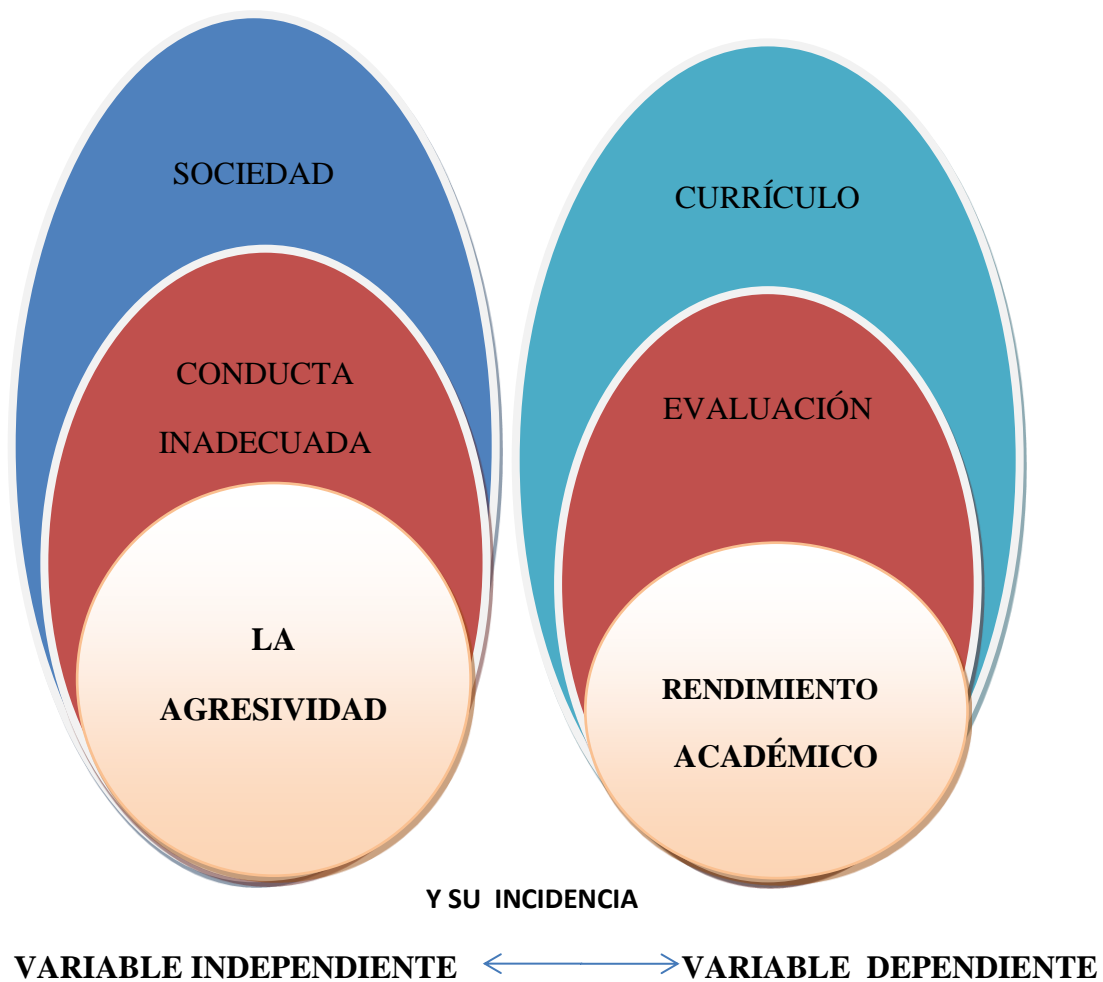 SOCIEDAD
CONDUCTA
INADECUADA
LA
AGRESIVIDAD
CURRÍCULO
EVALUACIÓN
RENDIMIENTO
ACADÉMICO
Y SU INCIDENCIA
VARIABLE INDEPENDIENTE
VARIABLE DEPENDIENTE